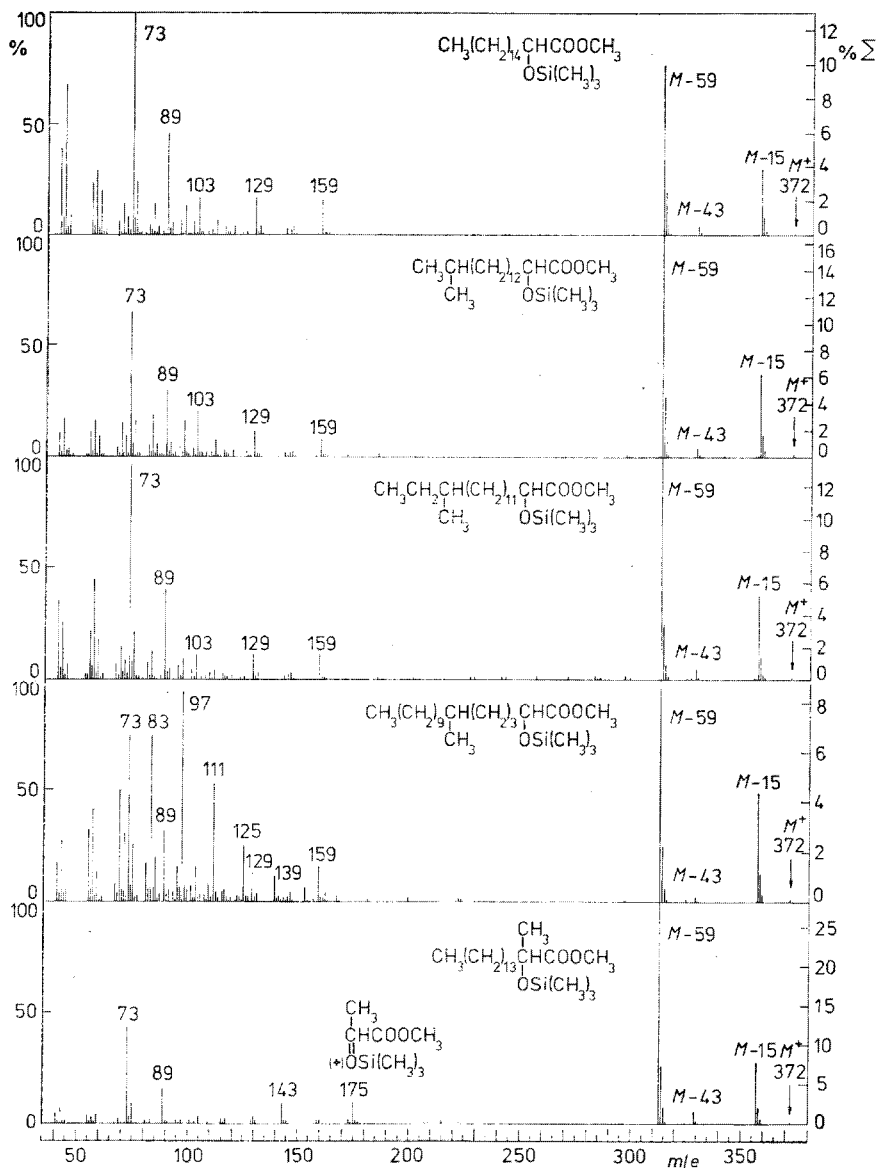 100
%
50
0
73
89
103
129
159
CH3(CH2)14CHCOOCH3
OSi(CH3)3
M-59
M-43
M-15
M+
372
12
% Σ
10
8
6
4
2
0
100
50
0
73
89
103
129
159
CH3CH(CH2)12CHCOOCH3
CH3 OSi(CH3)3
M-59
M-43
M-15
M+
372
16
14
12
10
8
6
4
2
0
100
50
0
73
89
103
129
159
CH3CH2CH(CH2)11CHCOOCH3
CH3 OSi(CH3)3
M-59
M-43
M-15
M+
372
12
10
8
6
4
2
0
100
50
0
73 83
97
89
111
125
129
139
159
CH3(CH2)9CH(CH2)3CHCOOCH3
CH3 OSi(CH3)3
M-59
M-43
M-15
M+
372
8
6
4
2
0
100
50
0
73
89
143
175
CH3
CHCOOCH3
(+)OSi(CH3)3
CH3
CH3(CH2)13CHCOOCH3
OSi(CH3)3
M-59
M-43
M-15 M+
372
25
20
15
10
5
0
50 100 150 200 250 300 350
m/e